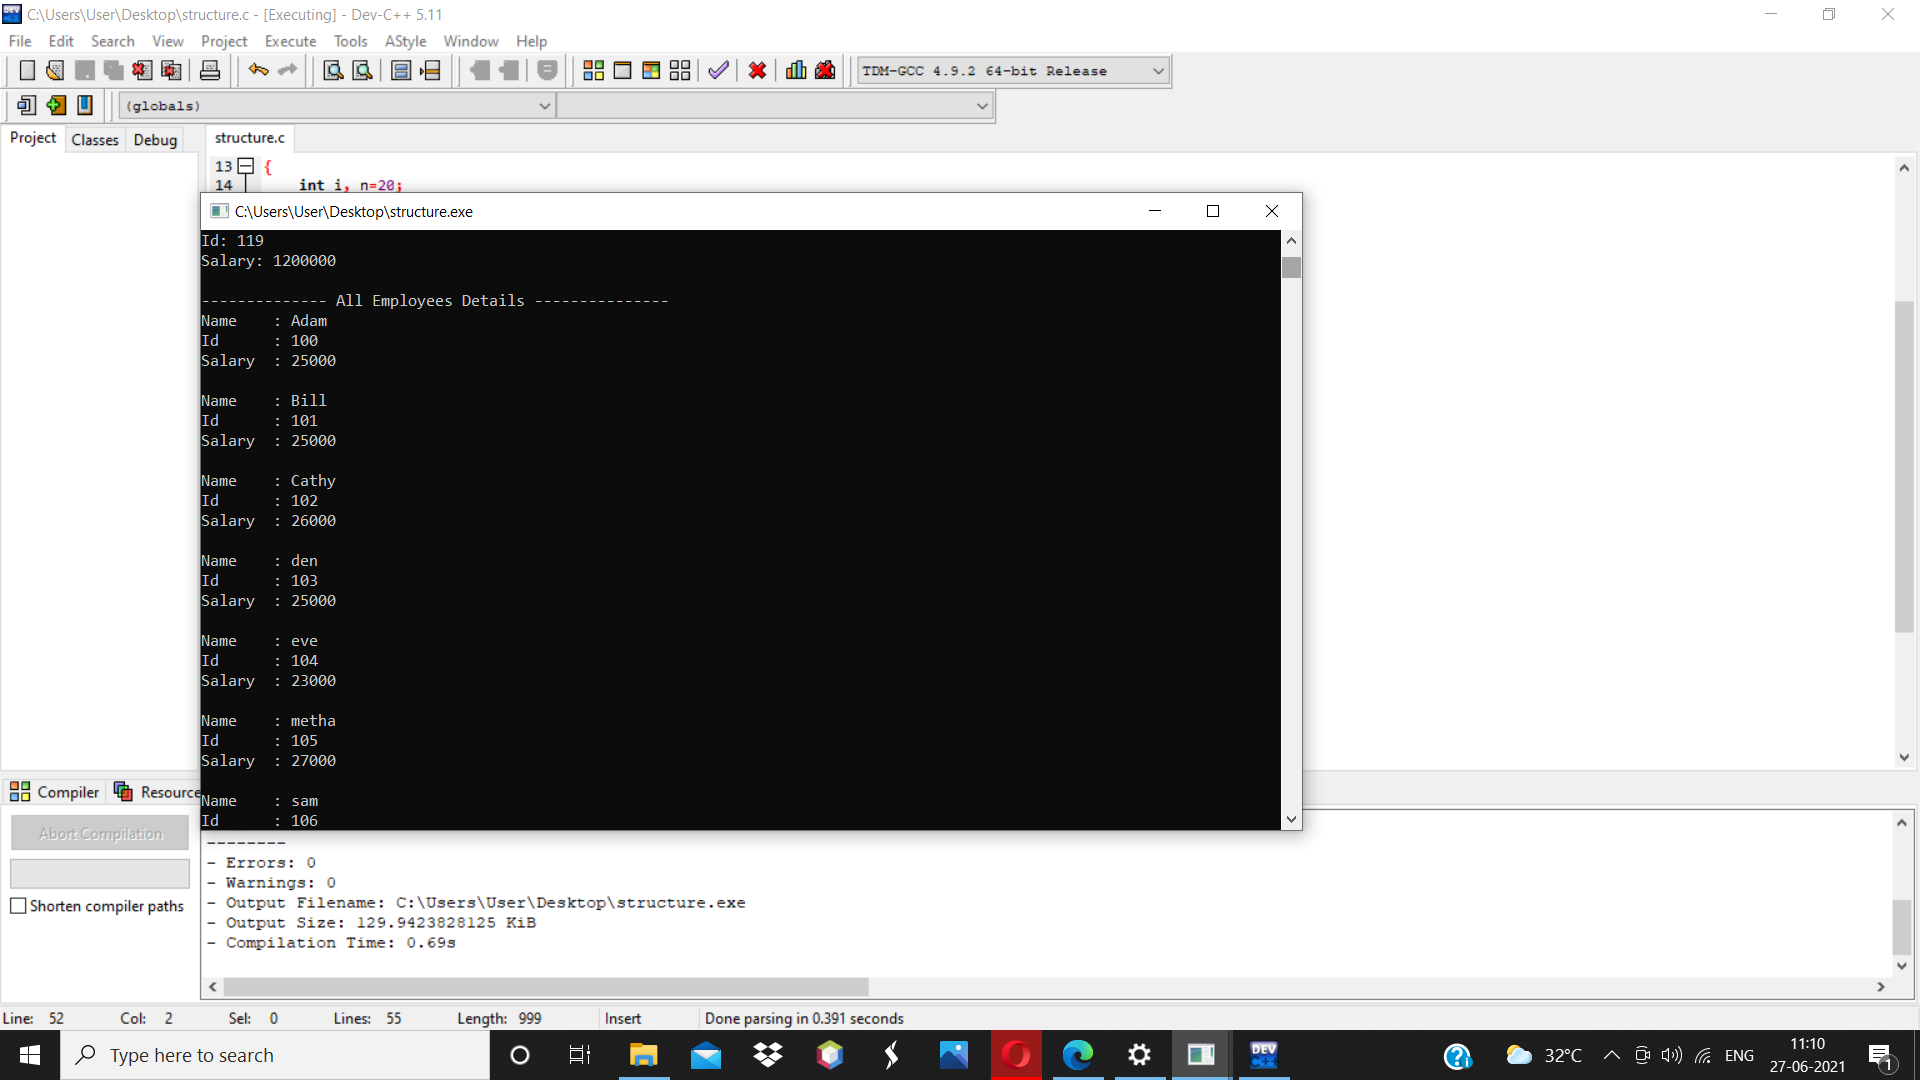 C:\Users\User\Desktop\structure.c - [Executing] - Dev-C++ 5.11
File Edit Search View Project Execute Tools AStyle Window Help
TDM-GCC 4.9.2 64-bit Release
(globals)
Project Classes Debug
structure.c
13 {
14 int i, n=20;
C:\Users\User\Desktop\structure.exe
Id: 119
Salary: 1200000
-------------- All Employees Details ---------------
Name    : Adam
Id      : 100
Salary  : 25000
Name    : Bill
Id      : 101
Salary  : 25000
Name    : Cathy
Id      : 102
Salary  : 26000
Name    : den
Id      : 103
Salary  : 25000
Name    : eve
Id      : 104
Salary  : 23000
Name    : metha
Id      : 105
Salary  : 27000
Name    : sam
Id      : 106
Compiler Resource
Abort Compilation
Shorten compiler paths
--------
- Errors: 0
- Warnings: 0
- Output Filename: C:\Users\User\Desktop\structure.exe
- Output Size: 129.9423828125 KiB
- Compilation Time: 0.69s
Line: 52 Col: 2 Sel: 0 Lines: 55 Length: 999 Insert Done parsing in 0.391 seconds
Type here to search
DEV C++
32°C ENG
11:10
27-06-2021
1